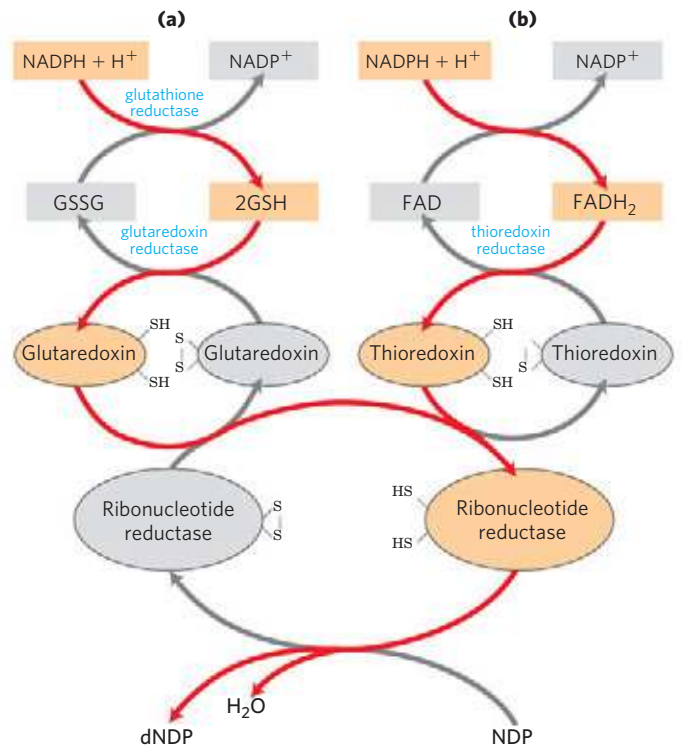 (a)
(b)
NADPH + H⁺
NADP⁺
NADPH + H⁺
NADP⁺
glutathione
reductase
GSSG
2GSH
FAD
FADH₂
glutaredoxin
reductase
thioredoxin
reductase
SH
S
SH
Glutaredoxin
Glutaredoxin
Thioredoxin
Thioredoxin
SH
S
SH
S
Ribonucleotide
reductase
S
S
HS
HS
Ribonucleotide
reductase
H₂O
dNDP
NDP